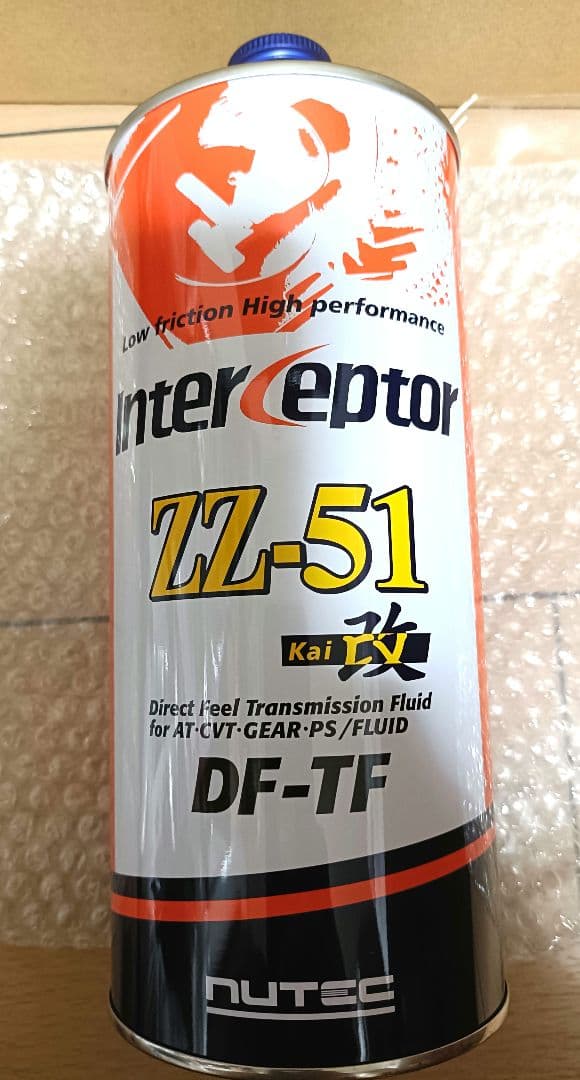 Low friction High performance
Interceptor
ZZ-51
Kai 改 rv
Direct Feel Transmission Fluid
for AT·CVT·GEAR·PS/FLUID
DF-TF
NUTEC